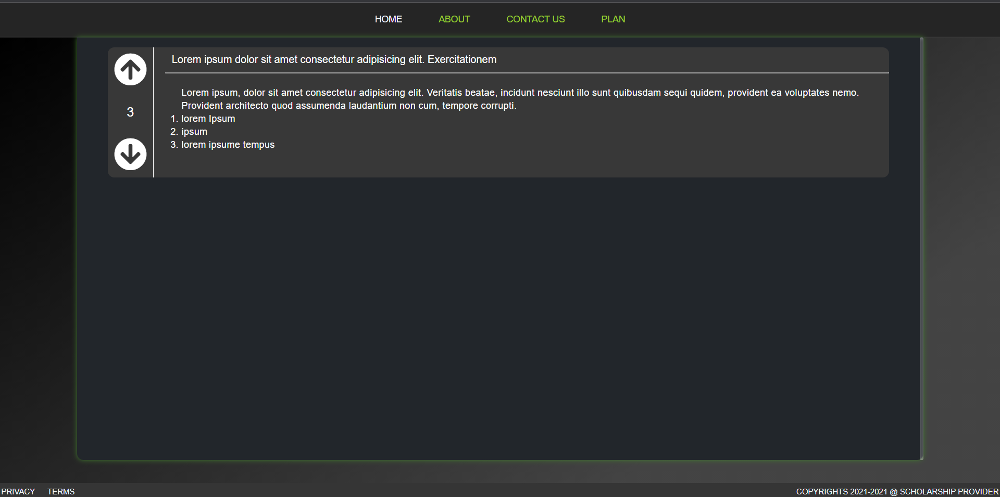 HOME ABOUT CONTACT US PLAN
Lorem ipsum dolor sit amet consectetur adipisicing elit. Exercitationem
3
Lorem ipsum, dolor sit amet consectetur adipisicing elit. Veritatis beatae, incidunt nesciunt illo sunt quibusdam sequi quidem, provident ea voluptates nemo.
Provident architecto quod assumenda laudantium non cum, tempore corrupti.
1. lorem Ipsum
2. ipsum
3. lorem ipsume tempus
PRIVACY TERMS COPYRIGHTS 2021-2021 @ SCHOLARSHIP PROVIDER